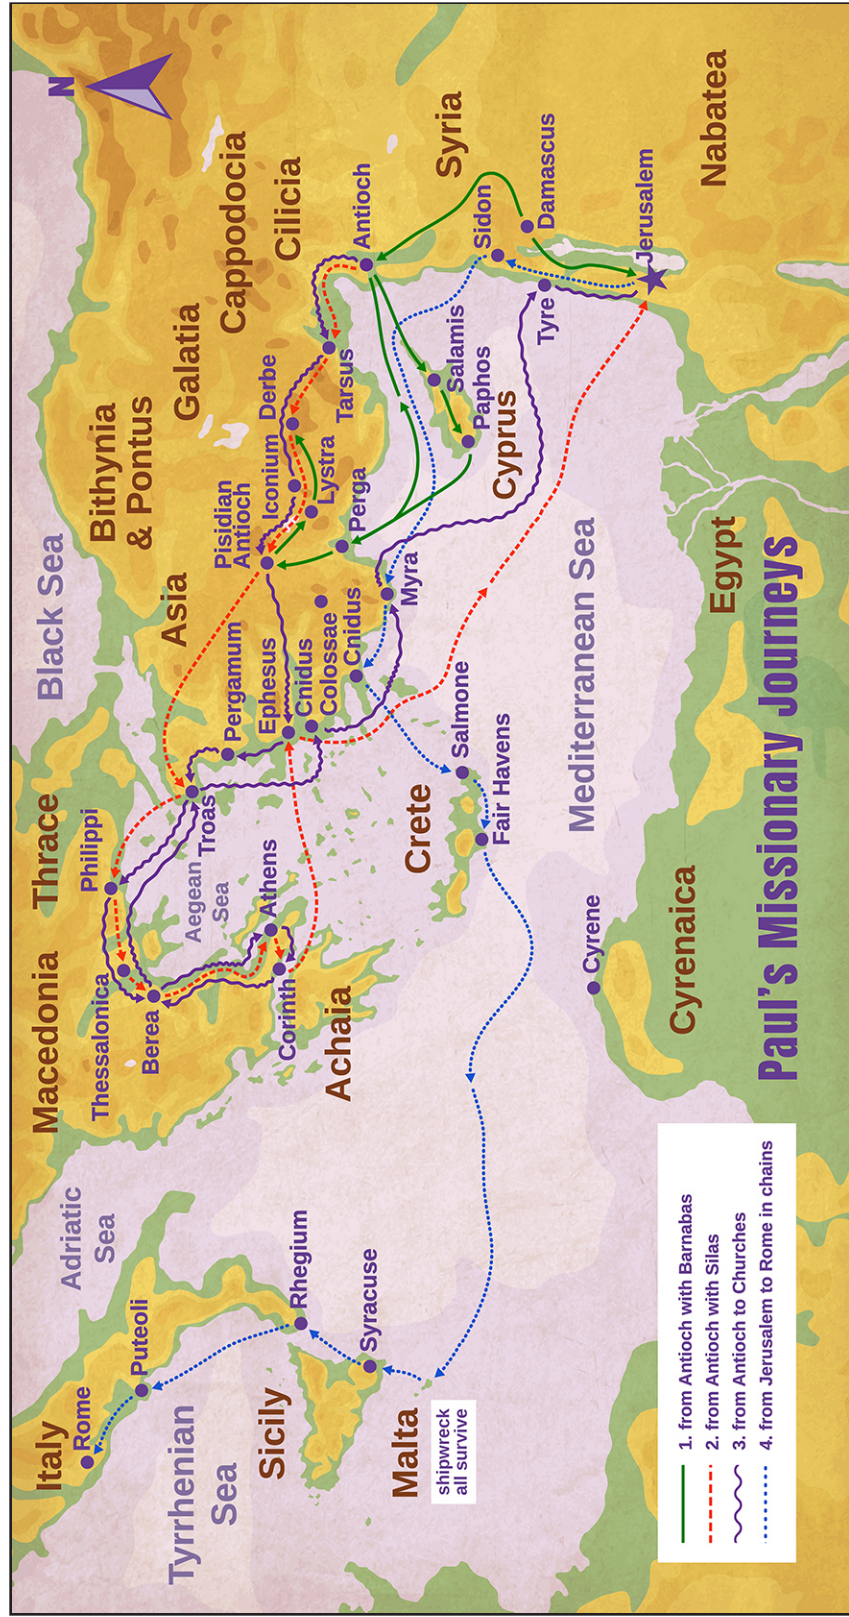 N
Black Sea
Bithynia
& Pontus
Galatia
Cappodocia
Cilicia
Syria
Nabatea
Asia
Thrace
Macedonia
Achaia
Crete
Cyprus
Egypt
Cyrenaica
Italy
Sicily
Malta
shipwreck
all survive
Adriatic
Sea
Tyrrhenian
Sea
Aegean
Sea
Mediterranean Sea
Rome
Puteoli
Rhegium
Syracuse
Philippi
Thessalonica
Berea
Athens
Corinth
Troas
Pergamum
Ephesus
Cnidus
Colossae
Cnidus
Pisidian
Antioch
Iconium
Lystra
Derbe
Tarsus
Perga
Myra
Antioch
Salamis
Paphos
Sidon
Damascus
Tyre
Jerusalem
Salmone
Fair Havens
Cyrene
Paul's Missionary Journeys
1. from Antioch with Barnabas
2. from Antioch with Silas
3. from Antioch to Churches
4. from Jerusalem to Rome in chains